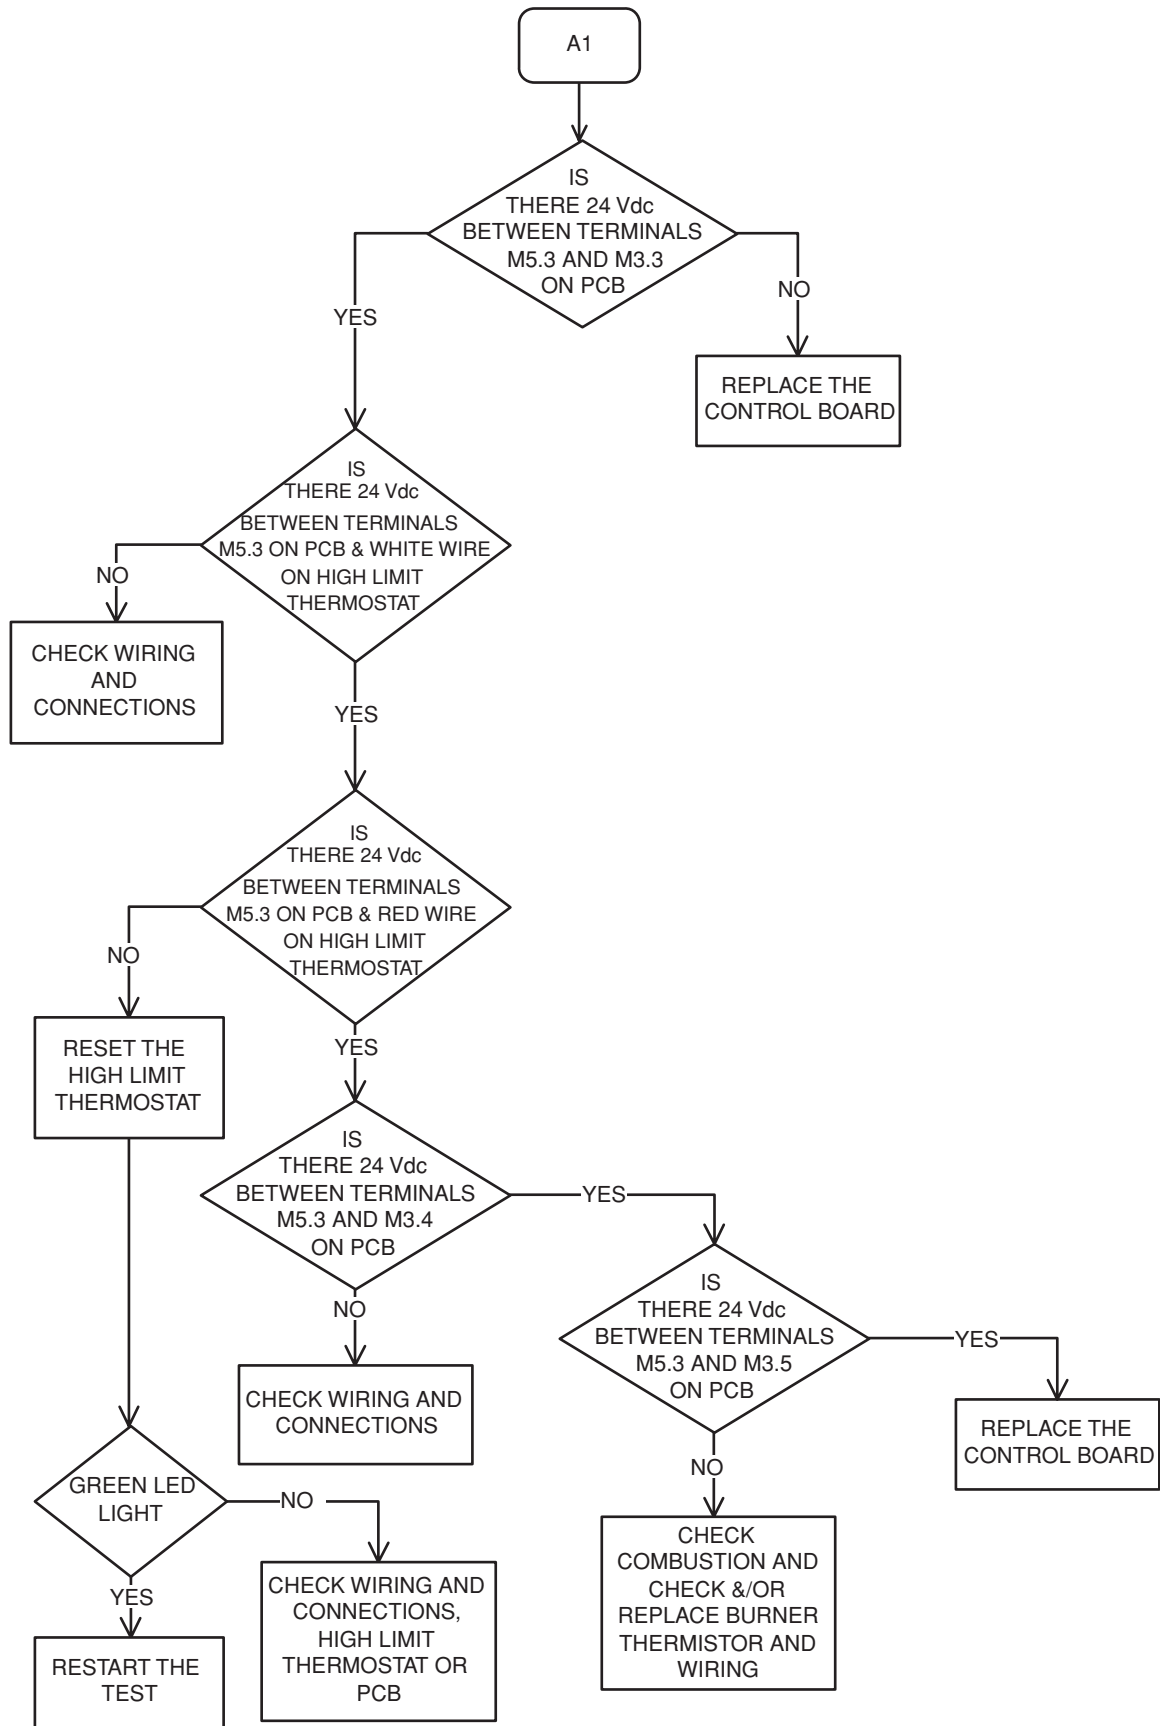 A1
IS
THERE 24 Vdc
BETWEEN TERMINALS
M5.3 AND M3.3
ON PCB
NO
YES
REPLACE THE
CONTROL BOARD
IS
THERE 24 Vdc
BETWEEN TERMINALS
M5.3 ON PCB & WHITE WIRE
ON HIGH LIMIT
THERMOSTAT
NO
CHECK WIRING
AND
CONNECTIONS
YES
IS
THERE 24 Vdc
BETWEEN TERMINALS
M5.3 ON PCB & RED WIRE
ON HIGH LIMIT
THERMOSTAT
NO
YES
RESET THE
HIGH LIMIT
THERMOSTAT
IS
THERE 24 Vdc
BETWEEN TERMINALS
M5.3 AND M3.4
ON PCB
YES
NO
IS
THERE 24 Vdc
BETWEEN TERMINALS
M5.3 AND M3.5
ON PCB
YES
CHECK WIRING AND
CONNECTIONS
REPLACE THE
CONTROL BOARD
NO
GREEN LED
LIGHT
NO
YES
CHECK WIRING AND
CONNECTIONS,
HIGH LIMIT
THERMOSTAT OR
PCB
CHECK
COMBUSTION AND
CHECK &/OR
REPLACE BURNER
THERMISTOR AND
WIRING
RESTART THE
TEST